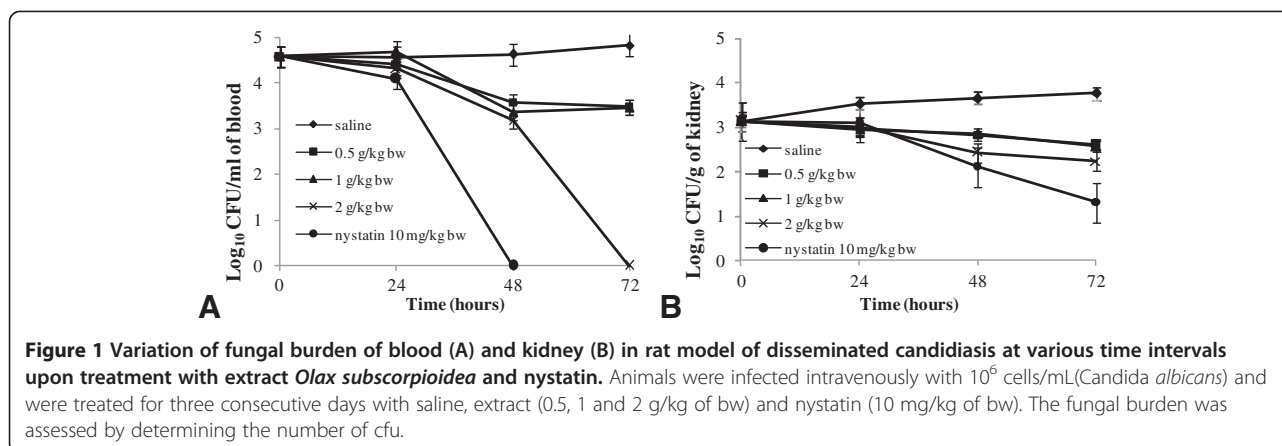 5
4
3
2
1
0
Log10 CFU/ml of blood
saline
0.5 g/kg bw
1 g/kg bw
2 g/kg bw
nystatin 10 mg/kg bw
0 24 48 72
Time (hours)
A
5
4
3
2
1
0
Log10 CFU/g of kidney
saline
0.5 g/kg bw
1 g/kg bw
2 g/kg bw
nystatin 10 mg/kg bw
0 24 48 72
Time (hours)
B
Figure 1 Variation of fungal burden of blood (A) and kidney (B) in rat model of disseminated candidiasis at various time intervals
upon treatment with extract Olax subscorpioidea and nystatin. Animals were infected intravenously with 10⁶ cells/mL(Candida albicans) and
were treated for three consecutive days with saline, extract (0.5, 1 and 2 g/kg of bw) and nystatin (10 mg/kg of bw). The fungal burden was
assessed by determining the number of cfu.